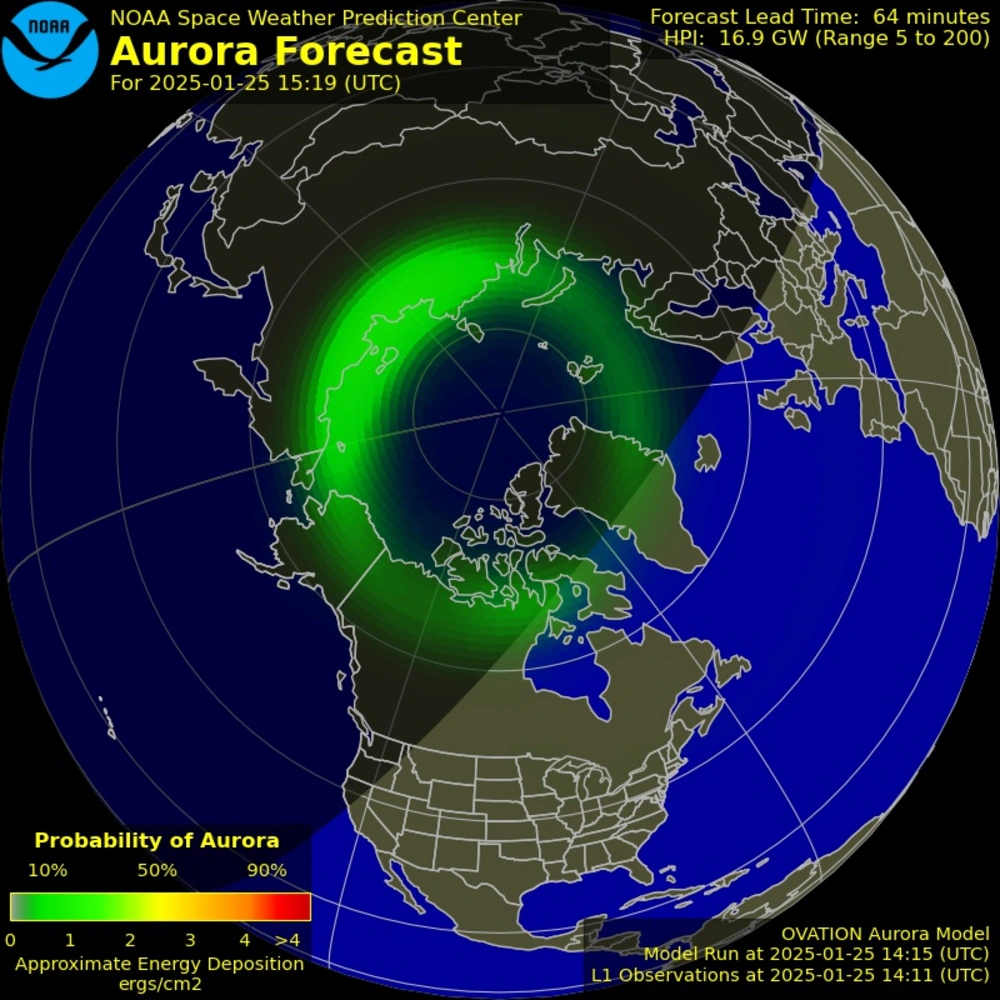 NOAA
NOAA Space Weather Prediction Center
Aurora Forecast
For 2025-01-25 15:19 (UTC)
Forecast Lead Time: 64 minutes
HPI: 16.9 GW (Range 5 to 200)
Probability of Aurora
10% 50% 90%
0 1 2 3 4 >4
Approximate Energy Deposition
ergs/cm2
OVATION Aurora Model
Model Run at 2025-01-25 14:15 (UTC)
L1 Observations at 2025-01-25 14:11 (UTC)